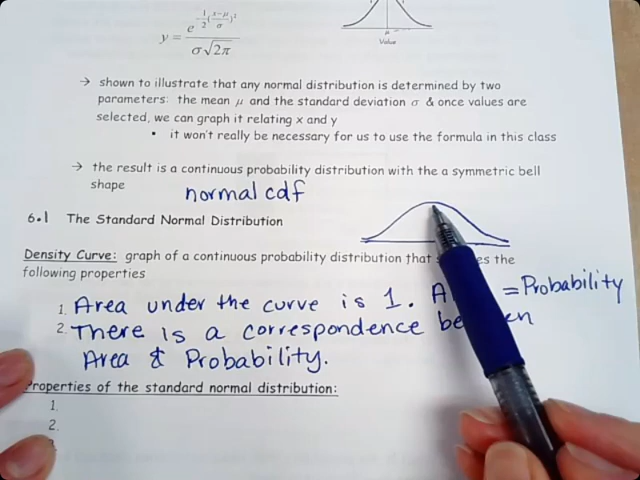 y = e^{-\frac{1}{2}(\frac{x-μ}{σ})^2} / σ√2π
μ
Value
→ shown to illustrate that any normal distribution is determined by two
parameters: the mean μ and the standard deviation σ & once values are
selected, we can graph it relating x and y
▪ it won't really be necessary for us to use the formula in this class
→ the result is a continuous probability distribution with the a symmetric bell
shape
normal cdf
6.1 The Standard Normal Distribution
Density Curve: graph of a continuous probability distribution that the
following properties
1. Area under the curve is 1. = Probability
2. There is a correspondence
Area & Probability.
Properties of the standard normal distribution:
1.
2.